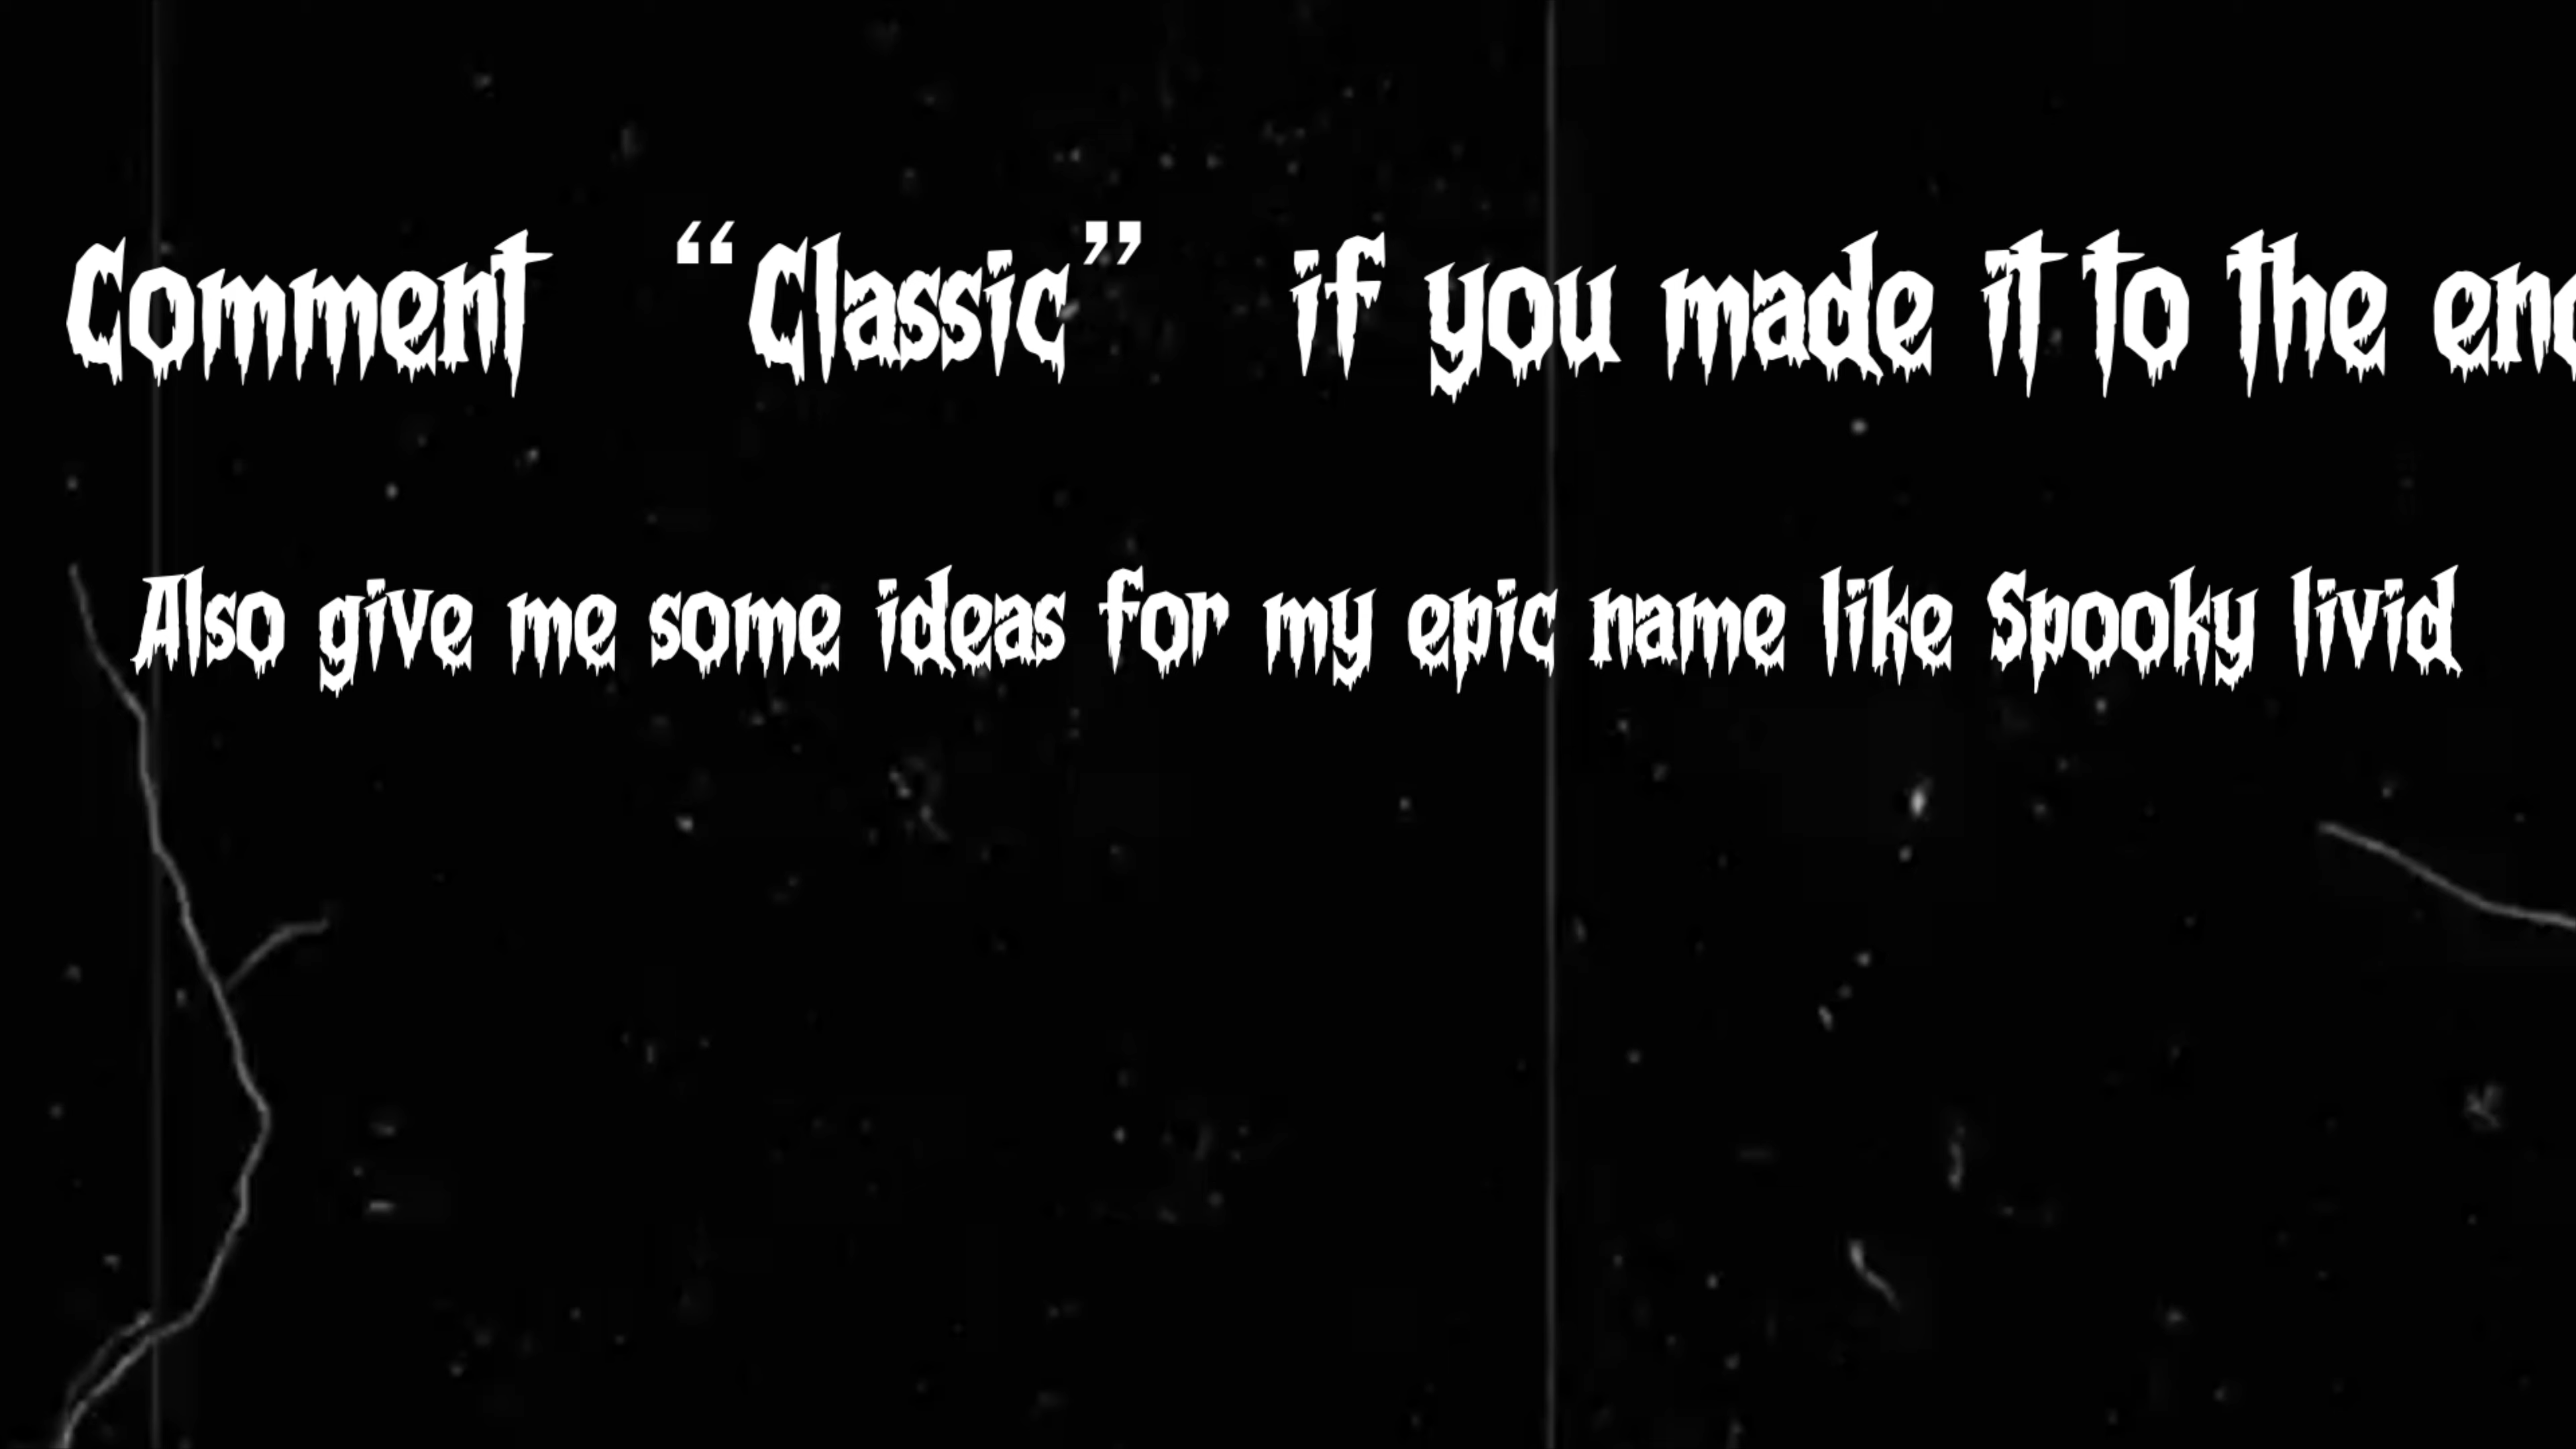 Comment “Classic” if you made it to the end
Also give me some ideas for my epic name like Spooky livid